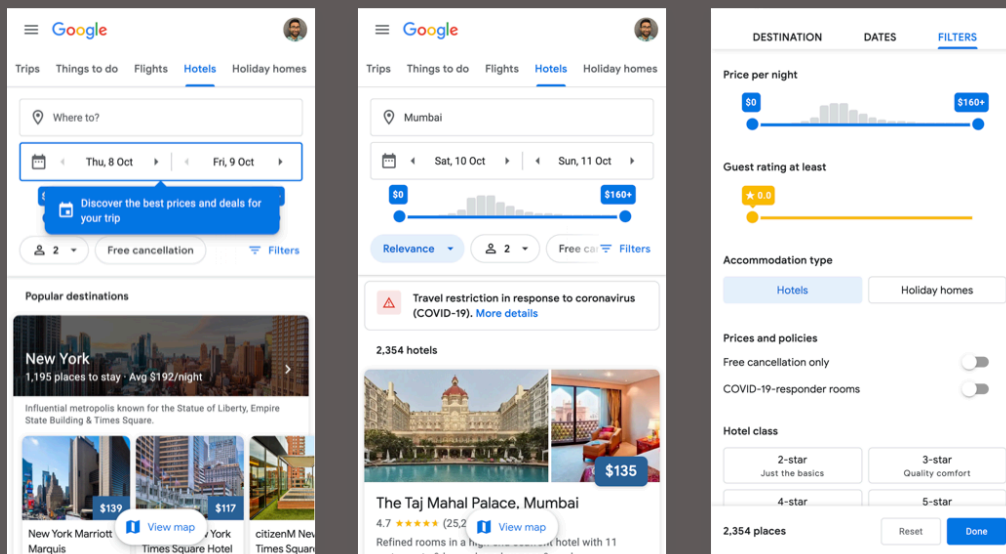 Google
Trips Things to do Flights Hotels Holiday homes
Where to?
Thu, 8 Oct Fri, 9 Oct
Discover the best prices and deals for
your trip
2 Free cancellation Filters
Popular destinations
New York
1,195 places to stay · Avg $192/night
Influential metropolis known for the Statue of Liberty, Empire
State Building & Times Square.
$139 $117
New York Marriott York citizenM New
Marquis Times Square Hotel Times Square
View map
Google
Trips Things to do Flights Hotels Holiday homes
Mumbai
Sat, 10 Oct Sun, 11 Oct
$0 $160+
Relevance 2 Free Filters
Travel restriction in response to coronavirus
(COVID-19). More details
2,354 hotels
$135
The Taj Mahal Palace, Mumbai
4.7
View map
Refined rooms in a hotel with 11
DESTINATION DATES FILTERS
Price per night
$0 $160+
Guest rating at least
0.0
Accommodation type
Hotels Holiday homes
Prices and policies
Free cancellation only
COVID-19-responder rooms
Hotel class
2-star 3-star
Just the basics Quality comfort
4-star 5-star
2,354 places Reset Done